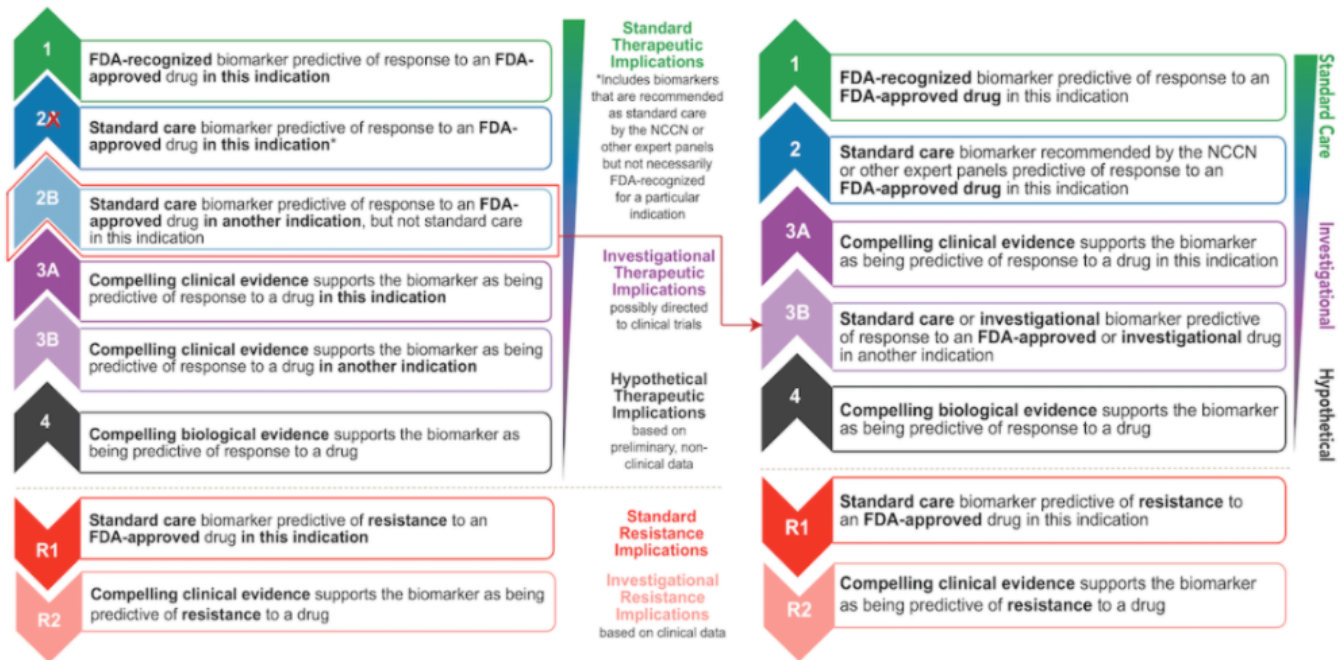 1
FDA-recognized biomarker predictive of response to an FDA-
approved drug in this indication
2X
Standard care biomarker predictive of response to an FDA-
approved drug in this indication*
2B
Standard care biomarker predictive of response to an FDA-
approved drug in another indication, but not standard care
in this indication
3A
Compelling clinical evidence supports the biomarker as being
predictive of response to a drug in this indication
3B
Compelling clinical evidence supports the biomarker as being
predictive of response to a drug in another indication
4
Compelling biological evidence supports the biomarker as
being predictive of response to a drug
R1
Standard care biomarker predictive of resistance to an
FDA-approved drug in this indication
R2
Compelling clinical evidence supports the biomarker as being
predictive of resistance to a drug
Standard
Therapeutic
Implications
*Includes biomarkers
that are recommended
as standard care
by the NCCN or
other expert panels
but not necessarily
FDA-recognized
for a particular
indication
Investigational
Therapeutic
Implications
possibly directed
to clinical trials
Hypothetical
Therapeutic
Implications
based on
preliminary, non-
clinical data
Standard
Resistance
Implications
Investigational
Resistance
Implications
based on clinical data
1
FDA-recognized biomarker predictive of response to an
FDA-approved drug in this indication
2
Standard care biomarker recommended by the NCCN
or other expert panels predictive of response to an
FDA-approved drug in this indication
3A
Compelling clinical evidence supports the biomarker
as being predictive of response to a drug in this indication
3B
Standard care or investigational biomarker predictive
of response to an FDA-approved or investigational drug
in another indication
4
Compelling biological evidence supports the biomarker
as being predictive of response to a drug
R1
Standard care biomarker predictive of resistance to
an FDA-approved drug in this indication
R2
Compelling clinical evidence supports the biomarker
as being predictive of resistance to a drug
Standard Care
Investigational
Hypothetical